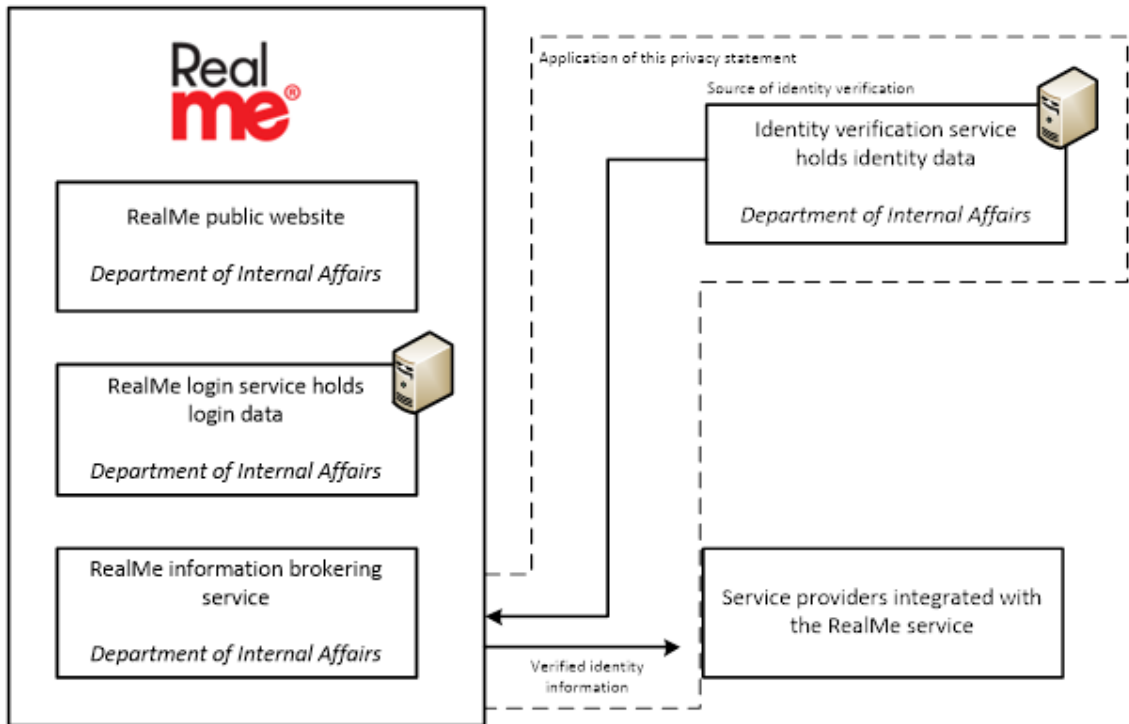 Real
me®
RealMe public website
Department of Internal Affairs
RealMe login service holds
login data
Department of Internal Affairs
RealMe information brokering
service
Department of Internal Affairs
Application of this privacy statement
Source of identity verification
Identity verification service
holds identity data
Department of Internal Affairs
Service providers integrated with
the RealMe service
Verified identity
information